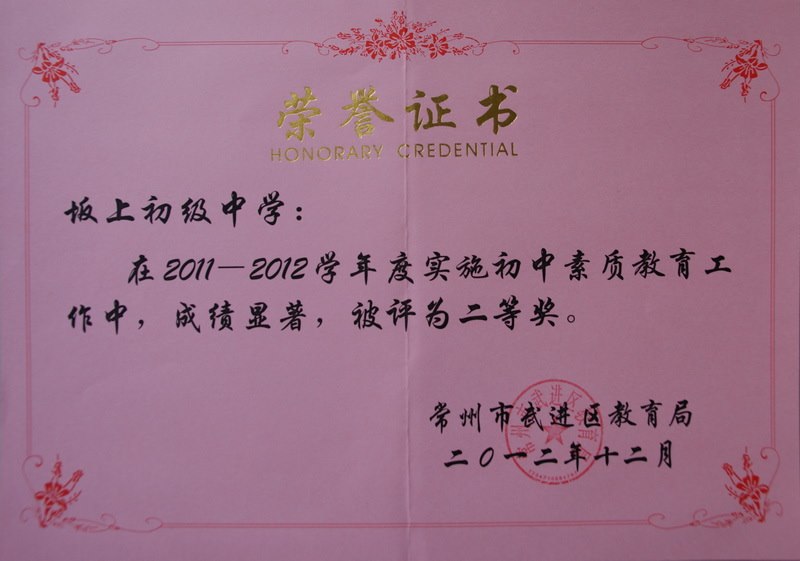 荣誉证书
HONORARY CREDENTIAL
坂上初级中学：
在2011—2012学年度实施初中素质教育工
作中，成绩显著，被评为二等奖。
常州市武进区教育局
二〇一二年十二月